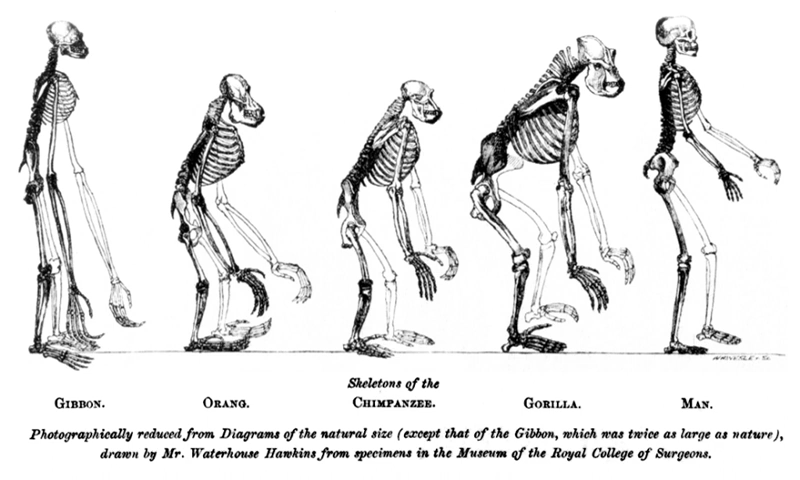 Skeletons of the
GIBBON. ORANG. CHIMPANZEE. GORILLA. MAN.
Photographically reduced from Diagrams of the natural size (except that of the Gibbon, which was twice as large as nature),
drawn by Mr. Waterhouse Hawkins from specimens in the Museum of the Royal College of Surgeons.